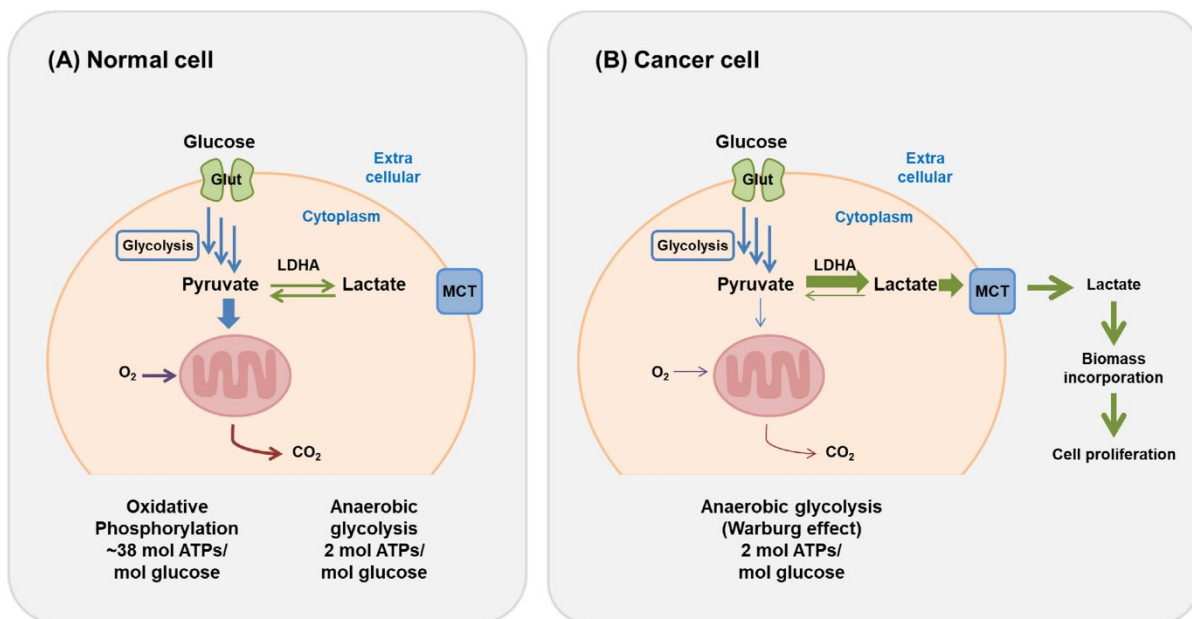 (A) Normal cell
Glucose
Glut
Extra
cellular
Cytoplasm
Glycolysis
LDHA
Pyruvate
Lactate
MCT
O₂
CO₂
Oxidative
Phosphorylation
~38 mol ATPs/
mol glucose
Anaerobic
glycolysis
2 mol ATPs/
mol glucose
(B) Cancer cell
Glucose
Glut
Extra
cellular
Cytoplasm
Glycolysis
LDHA
Pyruvate
Lactate
MCT
Lactate
Biomass
incorporation
Cell proliferation
O₂
CO₂
Anaerobic glycolysis
(Warburg effect)
2 mol ATPs/
mol glucose